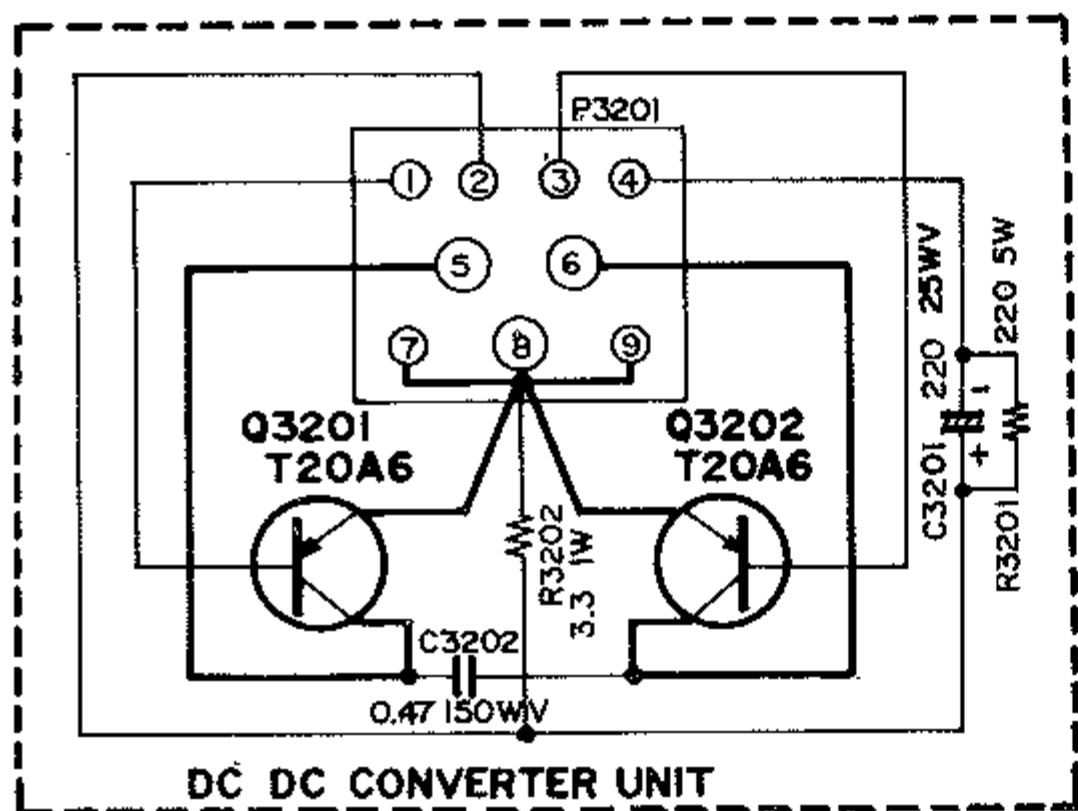 P3201
1 2 3 4
5 6
7 8 9
Q3201
T20A6
Q3202
T20A6
C3201 220 25WV
220 5W
-
+
R3201
R3202
3.3 1W
C3202
0.47 150WV
DC DC CONVERTER UNIT